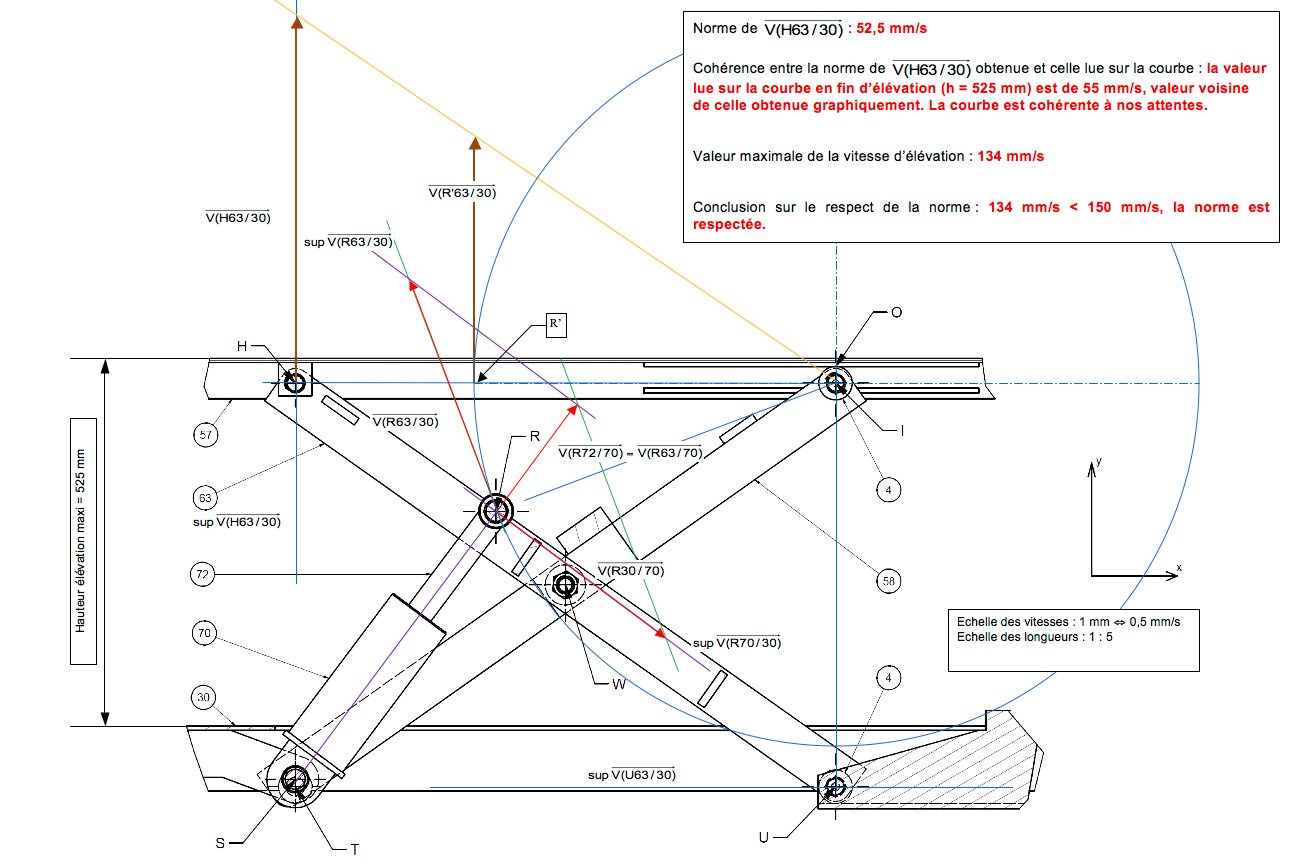 Norme de V(H63/30) : 52,5 mm/s
Cohérence entre la norme de V(H63/30) obtenue et celle lue sur la courbe : la valeur
lue sur la courbe en fin d'élévation (h = 525 mm) est de 55 mm/s, valeur voisine
de celle obtenue graphiquement. La courbe est cohérente à nos attentes.
Valeur maximale de la vitesse d'élévation : 134 mm/s
Conclusion sur le respect de la norme : 134 mm/s < 150 mm/s, la norme est
respectée.
V(R'63/30)
V(H63/30)
sup V(R63/30)
R'
O
H
V(R63/30)
I
57
R
V(R72/70) = V(R63/70)
y
4
63
sup V(H63/30)
Hauteur élévation maxi = 525 mm
x
72
V(R30/70)
58
Echelle des vitesses : 1 mm ⇔ 0,5 mm/s
Echelle des longueurs : 1 : 5
70
sup V(R70/30)
W
4
30
sup V(U63/30)
U
S
T